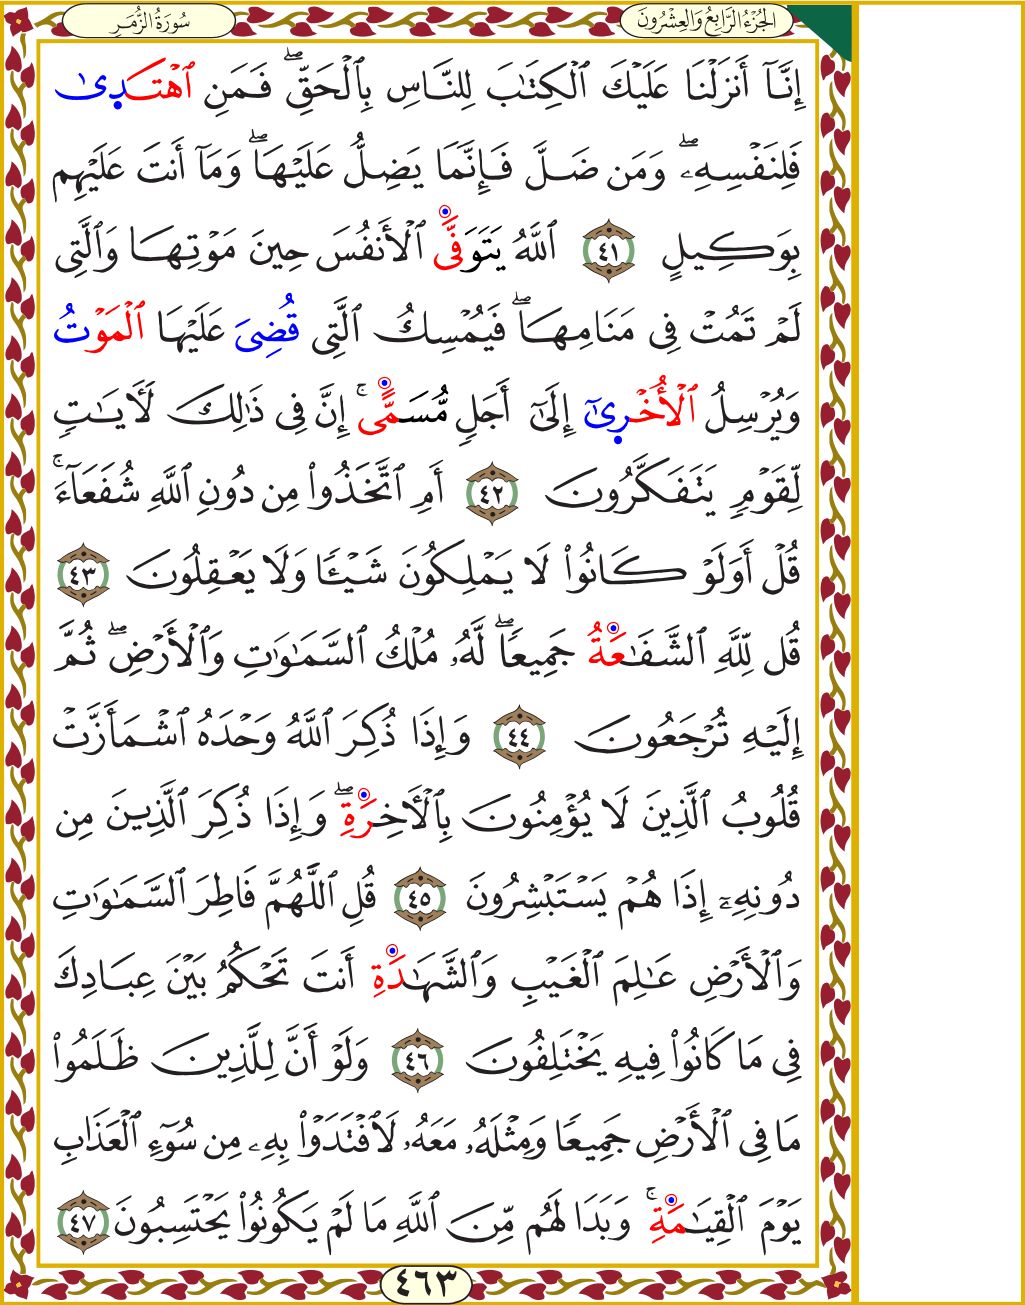 سُورَةُ الزُّمَرِ
الجُزْءُ الرَّابِعُ وَالعِشْرُونَ
إِنَّآ أَنزَلْنَا عَلَيْكَ ٱلْكِتَٰبَ لِلنَّاسِ بِٱلْحَقِّ ۖ فَمَنِ ٱهْتَدَىٰ
فَلِنَفْسِهِۦ ۖ وَمَن ضَلَّ فَإِنَّمَا يَضِلُّ عَلَيْهَا ۖ وَمَآ أَنتَ عَلَيْهِم
بِوَكِيلٍ ٤١ ٱللَّهُ يَتَوَفَّى ٱلْأَنفُسَ حِينَ مَوْتِهَا وَٱلَّتِى
لَمْ تَمُتْ فِى مَنَامِهَا ۖ فَيُمْسِكُ ٱلَّتِى قُضِىَ عَلَيْهَا ٱلْمَوْتُ
وَيُرْسِلُ ٱلْأُخْرِىٰٓ إِلَىٰٓ أَجَلٍ مُّسَمًّى ۚ إِنَّ فِى ذَٰلِكَ لَأٓيَٰتٍ
لِّقَوْمٍ يَتَفَكَّرُونَ ٤٢ أَمِ ٱتَّخَذُوا۟ مِن دُونِ ٱللَّهِ شُفَعَآءَ ۚ
قُلْ أَوَلَوْ كَانُوا۟ لَا يَمْلِكُونَ شَيْـًٔا وَلَا يَعْقِلُونَ ٤٣
قُل لِّلَّهِ ٱلشَّفَٰعَةُ جَمِيعًا ۖ لَّهُۥ مُلْكُ ٱلسَّمَٰوَٰتِ وَٱلْأَرْضِ ۖ ثُمَّ
إِلَيْهِ تُرْجَعُونَ ٤٤ وَإِذَا ذُكِرَ ٱللَّهُ وَحْدَهُ ٱشْمَأَزَّتْ
قُلُوبُ ٱلَّذِينَ لَا يُؤْمِنُونَ بِٱلْأٓخِرَةِ ۖ وَإِذَا ذُكِرَ ٱلَّذِينَ مِن
دُونِهِۦٓ إِذَا هُمْ يَسْتَبْشِرُونَ ٤٥ قُلِ ٱللَّهُمَّ فَاطِرَ ٱلسَّمَٰوَٰتِ
وَٱلْأَرْضِ عَٰلِمَ ٱلْغَيْبِ وَٱلشَّهَٰدَةِ أَنتَ تَحْكُمُ بَيْنَ عِبَادِكَ
فِى مَا كَانُوا۟ فِيهِ يَخْتَلِفُونَ ٤٦ وَلَوْ أَنَّ لِلَّذِينَ ظَلَمُوا۟
مَا فِى ٱلْأَرْضِ جَمِيعًا وَمِثْلَهُۥ مَعَهُۥ لَٱفْتَدَوْا۟ بِهِۦ مِن سُوٓءِ ٱلْعَذَابِ
يَوْمَ ٱلْقِيَٰمَةِ ۚ وَبَدَا لَهُم مِّنَ ٱللَّهِ مَا لَمْ يَكُونُوا۟ يَحْتَسِبُونَ ٤٧
٤٦٣